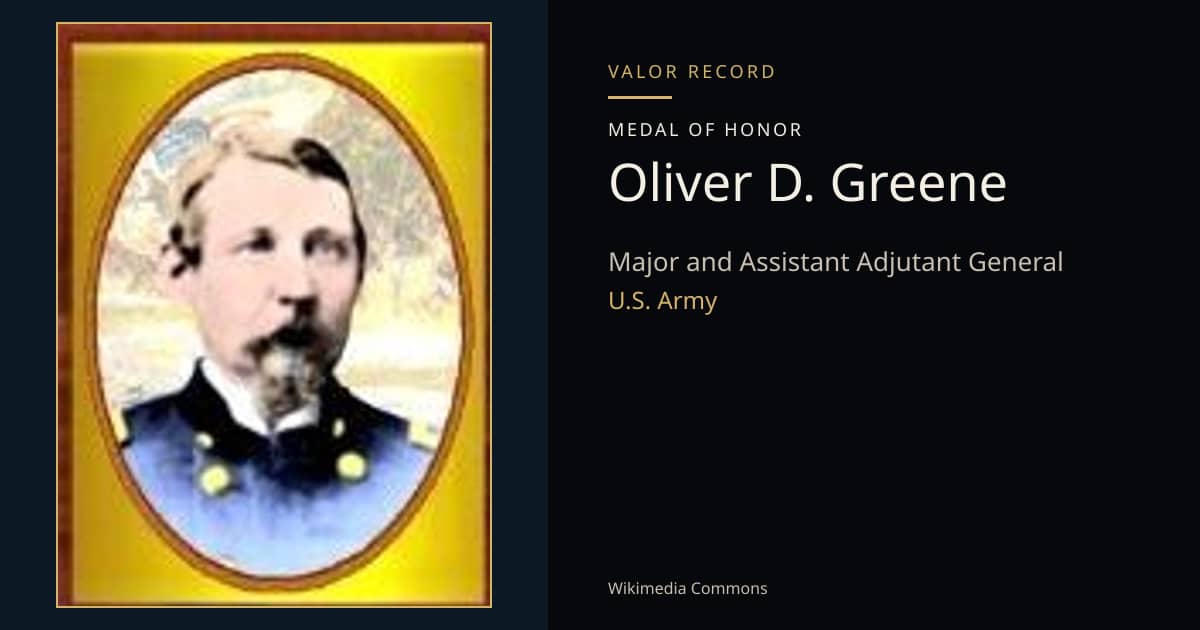 VALOR RECORD
MEDAL OF HONOR
Oliver D. Greene
Major and Assistant Adjutant General
U.S. Army
Wikimedia Commons